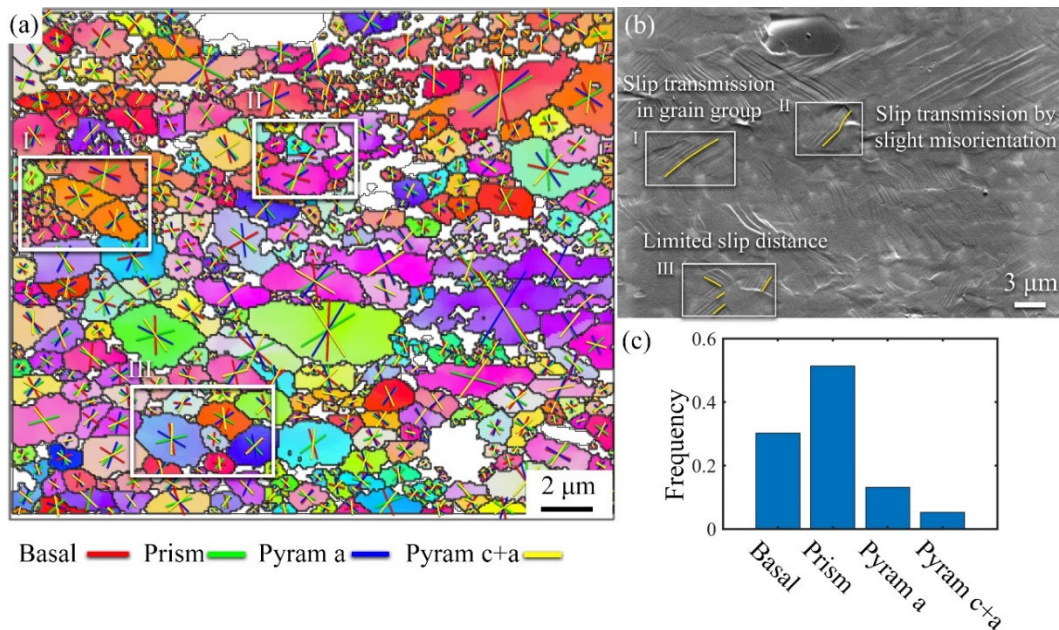 (a)
I
II
III
2 μm
Basal Prism Pyram a Pyram c+a
(b)
Slip transmission
in grain group
I
II
Slip transmission by
slight misorientation
Limited slip distance
III
3 μm
(c)
0.6
0.4
0.2
0
Frequency
Basal
Prism
Pyram a
Pyram c+a